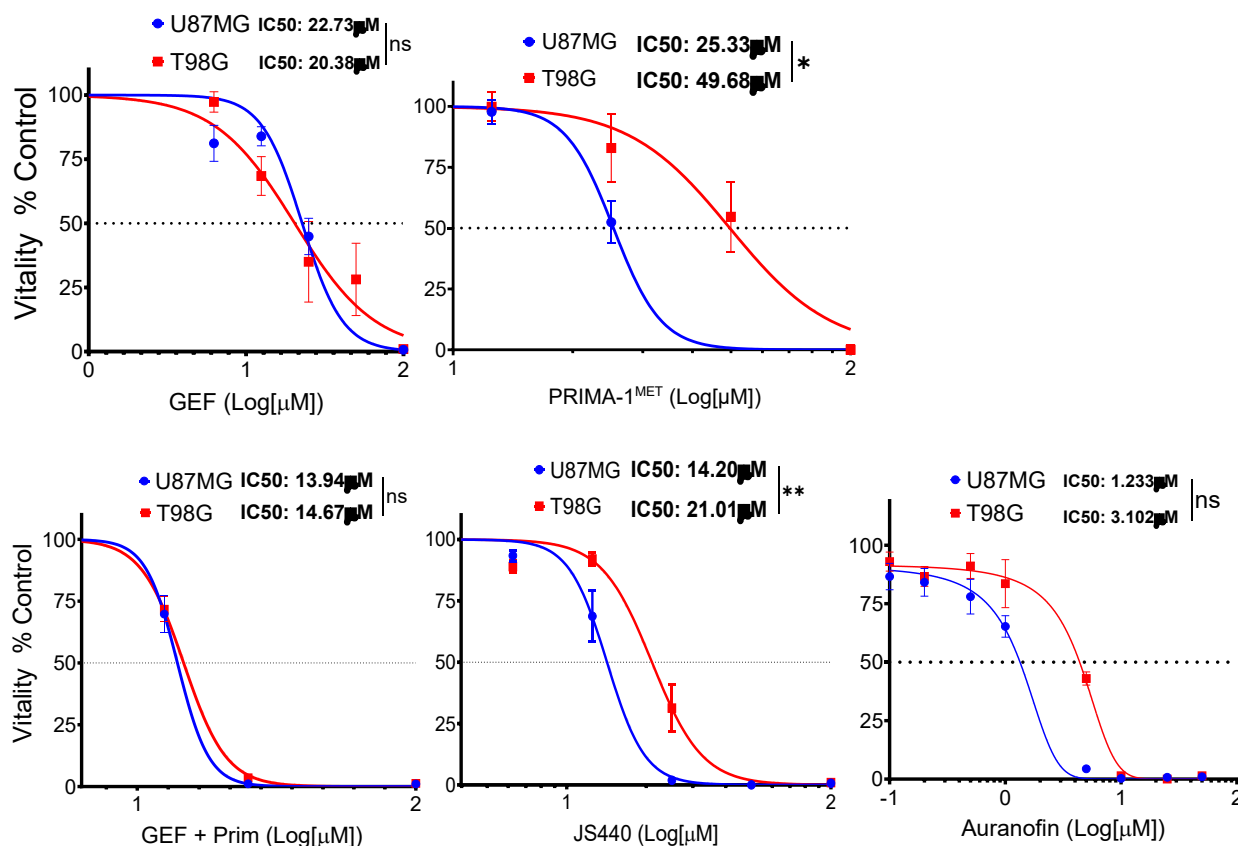 U87MG IC50: 22.73µM
T98G IC50: 20.38µM
ns
Vitality % Control
100
75
50
25
0
0 1 2
GEF (Log[µM])
U87MG IC50: 25.33µM
T98G IC50: 49.68µM
*
100
75
50
25
0
1 2
PRIMA-1ᴹᴱᵀ (Log[µM])
U87MG IC50: 13.94µM
T98G IC50: 14.67µM
ns
Vitality % Control
100
75
50
25
0
1 2
GEF + Prim (Log[µM])
U87MG IC50: 14.20µM
T98G IC50: 21.01µM
**
100
75
50
25
0
1 2
JS440 (Log[µM]
U87MG IC50: 1.233µM
T98G IC50: 3.102µM
ns
100
75
50
25
0
-1 0 1 2
Auranofin (Log[µM])